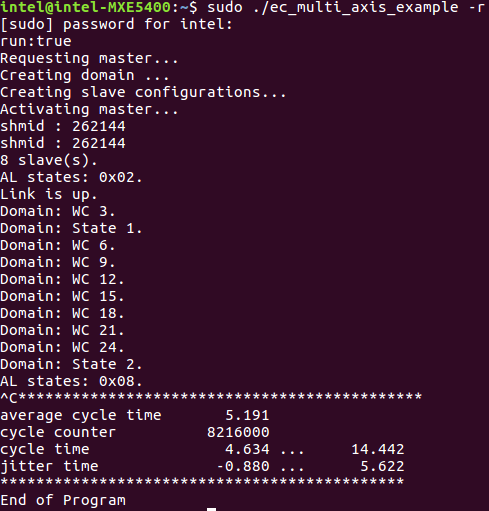 intel@intel-MXE5400:~$ sudo ./ec_multi_axis_example -r
[sudo] password for intel:
run:true
Requesting master...
Creating domain ...
Creating slave configurations...
Activating master...
shmid : 262144
shmid : 262144
8 slave(s).
AL states: 0x02.
Link is up.
Domain: WC 3.
Domain: State 1.
Domain: WC 6.
Domain: WC 9.
Domain: WC 12.
Domain: WC 15.
Domain: WC 18.
Domain: WC 21.
Domain: WC 24.
Domain: State 2.
AL states: 0x08.
^C*********************************************
average cycle time       5.191
cycle counter          8216000
cycle time               4.634 ...     14.442
jitter time             -0.880 ...      5.622
*********************************************
End of Program